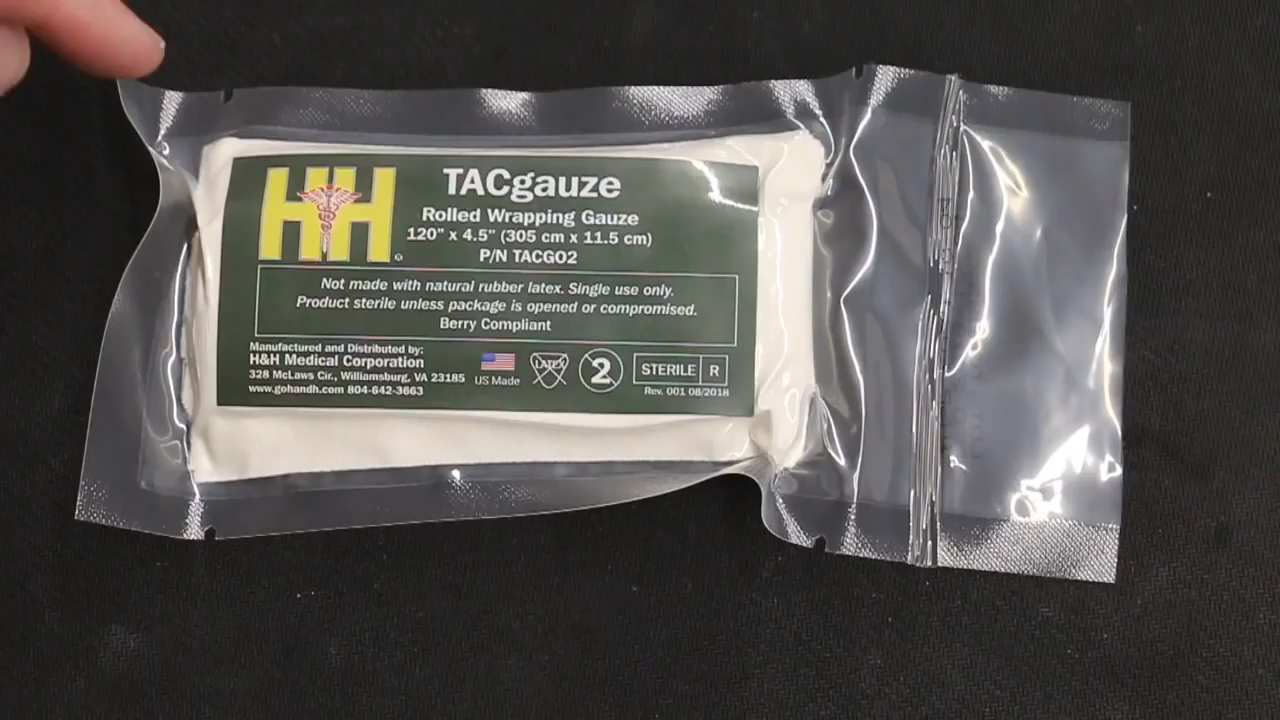 HH
®
TACgauze
Rolled Wrapping Gauze
120" x 4.5" (305 cm x 11.5 cm)
P/N TACGO2
Not made with natural rubber latex. Single use only.
Product sterile unless package is opened or compromised.
Berry Compliant
Manufactured and Distributed by:
H&H Medical Corporation
328 McLaws Cir., Williamsburg, VA 23185
www.gohandh.com 804-642-3663
US Made
LATEX
2
STERILE R
Rev. 001 08/2018